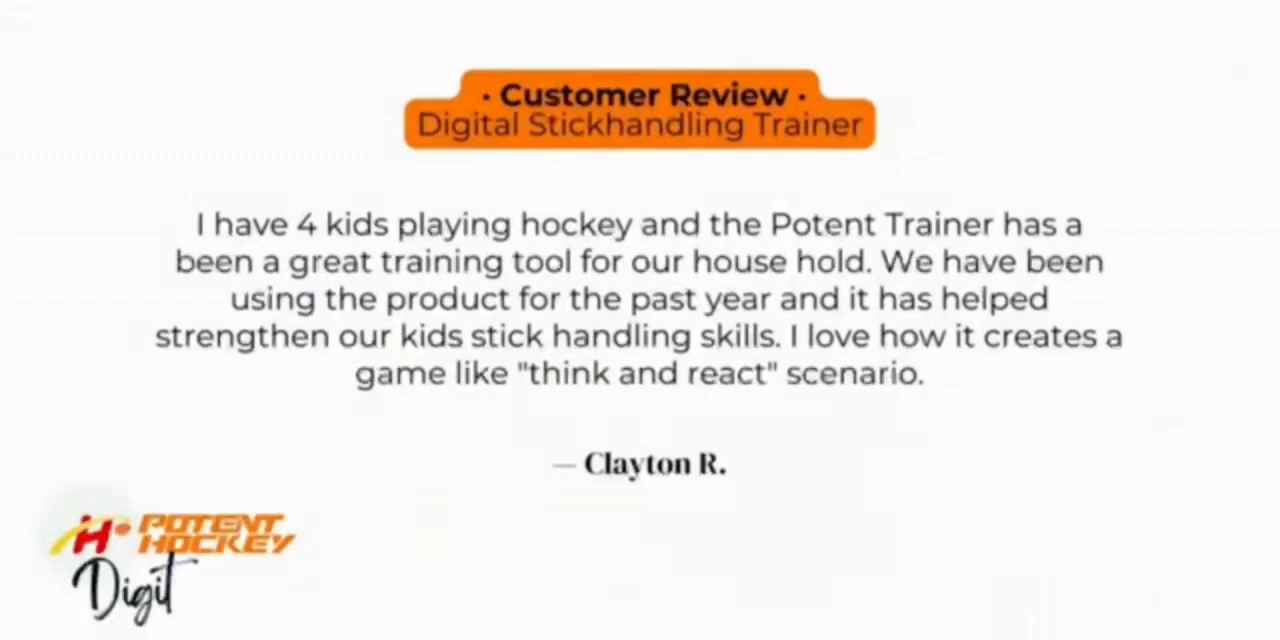 · Customer Review ·
Digital Stickhandling Trainer
I have 4 kids playing hockey and the Potent Trainer has a
been a great training tool for our house hold. We have been
using the product for the past year and it has helped
strengthen our kids stick handling skills. I love how it creates a
game like "think and react" scenario.
— Clayton R.
H
POTENT
HOCKEY
Digit